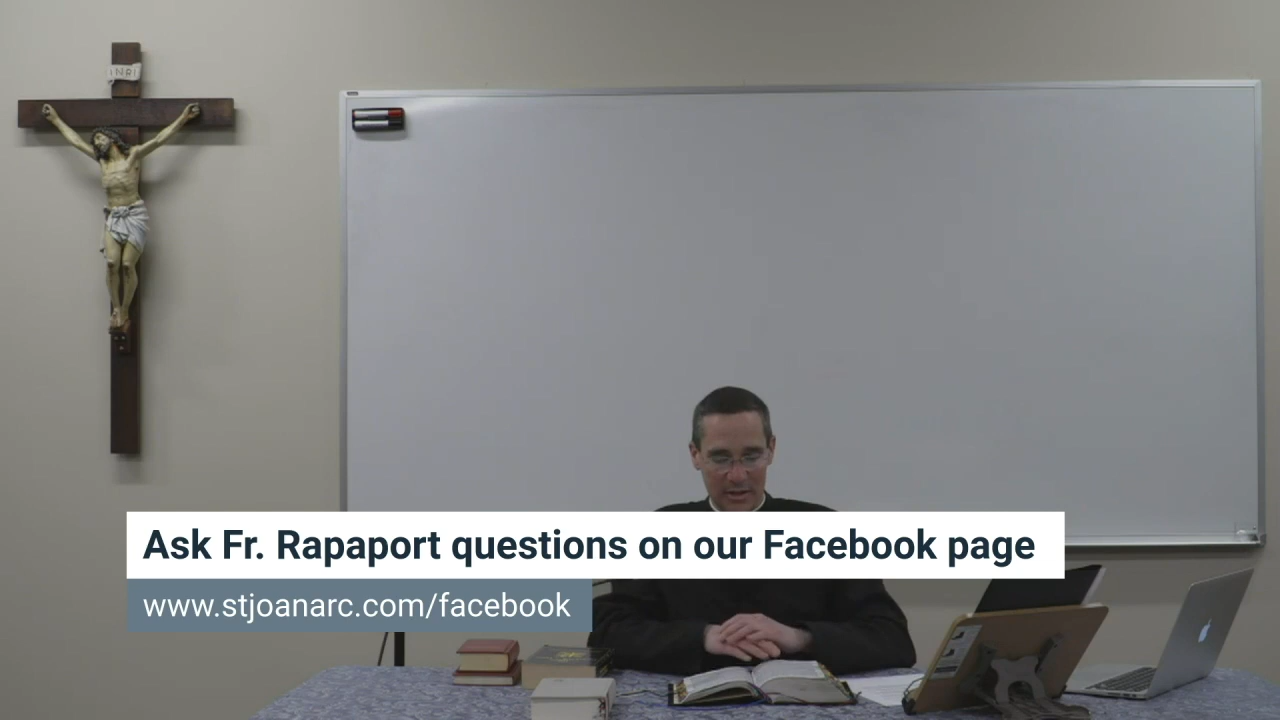 INRI
Ask Fr. Rapaport questions on our Facebook page
www.stjoanarc.com/facebook